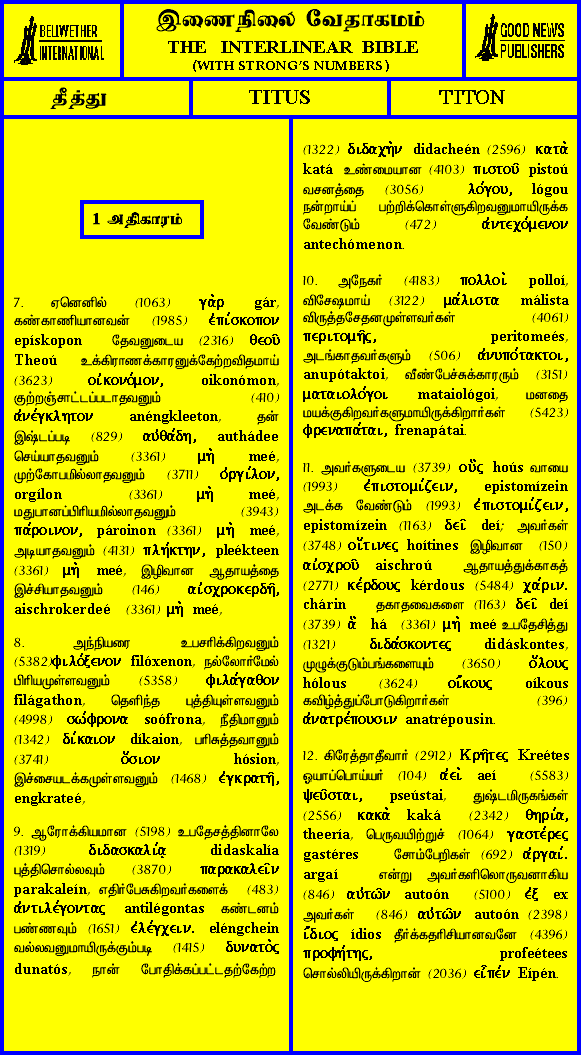 BELIWETHER
INTERNATIONAL
இணைநிலை வேதாகமம்
THE INTERLINEAR BIBLE
(WITH STRONG'S NUMBERS )
GOOD NEWS
PUBLISHERS
தீத்து
TITUS
TITON
1 அதிகாரம்
7. ஏனெனில் (1063) γὰρ gár,
கண்காணியானவன் (1985) ἐπίσκοπον
epískopon தேவனுடைய (2316) θεοῦ
Theoú உக்கிராணக்காரனுக்கேற்றவிதமாய்
(3623) οἰκονόμον, oikonómon,
குற்றஞ்சாட்டப்படாதவனும் (410)
ἀνέγκλητον anéngkleeton, தன்
இஷ்டப்படி (829) αὐθάδη, authádee
செய்யாதவனும் (3361) μὴ meé,
முற்கோபமில்லாதவனும் (3711) ὀργίλον,
orgílon (3361) μὴ meé,
மதுபானப்பிரியமில்லாதவனும் (3943)
πάροινον, pároinon (3361) μὴ meé,
அடியாதவனும் (4131) πλήκτην, pleékteen
(3361) μὴ meé, இழிவான ஆதாயத்தை
இச்சியாதவனும் (146) αἰσχροκερδῆ,
aischrokerdeé (3361) μὴ meé,
8. அந்நியரை உபசரிக்கிறவனும்
(5382)φιλόξενον filóxenon, நல்லோர்மேல்
பிரியமுள்ளவனும் (5358) φιλάγαθον
filágathon, தெளிந்த புத்தியுள்ளவனும்
(4998) σώφρονα soófrona, நீதிமானும்
(1342) δίκαιον díkaion, பரிசுத்தவானும்
(3741) ὅσιον hósion,
இச்சையடக்கமுள்ளவனும் (1468) ἐγκρατῆ,
engkrateé,
9. ஆரோக்கியமான (5198) உபதேசத்தினாலே
(1319) διδασκαλίᾳ didaskalía
புத்திசொல்லவும் (3870) παρακαλεῖν
parakaleín, எதிர்பேசுகிறவர்களைக் (483)
ἀντιλέγοντας antilégontas கண்டனம்
பண்ணவும் (1651) ἐλέγχειν. eléngchein
வல்லவனுமாயிருக்கும்படி (1415) δυνατὸς
dunatós, நான் போதிக்கப்பட்டதற்கேற்ற
(1322) διδαχὴν didacheén (2596) κατὰ
katá உண்மையான (4103) πιστοῦ pistoú
வசனத்தை (3056) λόγου, lógou
நன்றாய்ப் பற்றிக்கொள்ளுகிறவனுமாயிருக்க
வேண்டும் (472) ἀντεχόμενον
antechómenon.
10. அநேகர் (4183) πολλοὶ polloí,
விசேஷமாய் (3122) μάλιστα málista
விருத்தசேதனமுள்ளவர்கள் (4061)
περιτομῆς, peritomeés,
அடங்காதவர்களும் (506) ἀνυπότακτοι,
anupótaktoi, வீண்பேச்சுக்காரரும் (3151)
ματαιολόγοι mataiológoi, மனதை
மயக்குகிறவர்களுமாயிருக்கிறார்கள் (5423)
φρεναπάται, frenapátai.
11. அவர்களுடைய (3739) οὓς hoús வாயை
(1993) ἐπιστομίζειν, epistomízein
அடக்க வேண்டும் (1993) ἐπιστομίζειν,
epistomízein (1163) δεῖ deí; அவர்கள்
(3748) οἵτινες hoítines இழிவான (150)
αἰσχροῦ aischroú ஆதாயத்துக்காகத்
(2771) κέρδους kérdous (5484) χάριν.
chárin தகாதவைகளை (1163) δεῖ deí
(3739) ἃ há (3361) μὴ meé உபதேசித்து
(1321) διδάσκοντες didáskontes,
முழுக்குடும்பங்களையும் (3650) ὅλους
hólous (3624) οἴκους oíkous
கவிழ்த்துப்போடுகிறார்கள் (396)
ἀνατρέπουσιν anatrépousin.
12. கிரேத்தாதீவார் (2912) Κρῆτες Kreétes
ஓயாப்பொய்யர் (104) ἀεὶ aeí (5583)
ψεῦσται, pseústai, துஷ்டமிருகங்கள்
(2556) κακὰ kaká (2342) θηρία,
theería, பெருவயிற்றுச் (1064) γαστέρες
gastéres சோம்பேறிகள் (692) ἀργαί.
argaí என்று அவர்களிலொருவனாகிய
(846) αὐτῶν autoón (5100) ἐξ ex
அவர்கள் (846) αὐτῶν autoón (2398)
ἴδιος ídios தீர்க்கதரிசியானவனே (4396)
προφήτης, profeétees
சொல்லியிருக்கிறான் (2036) εἶπέν Eípén.